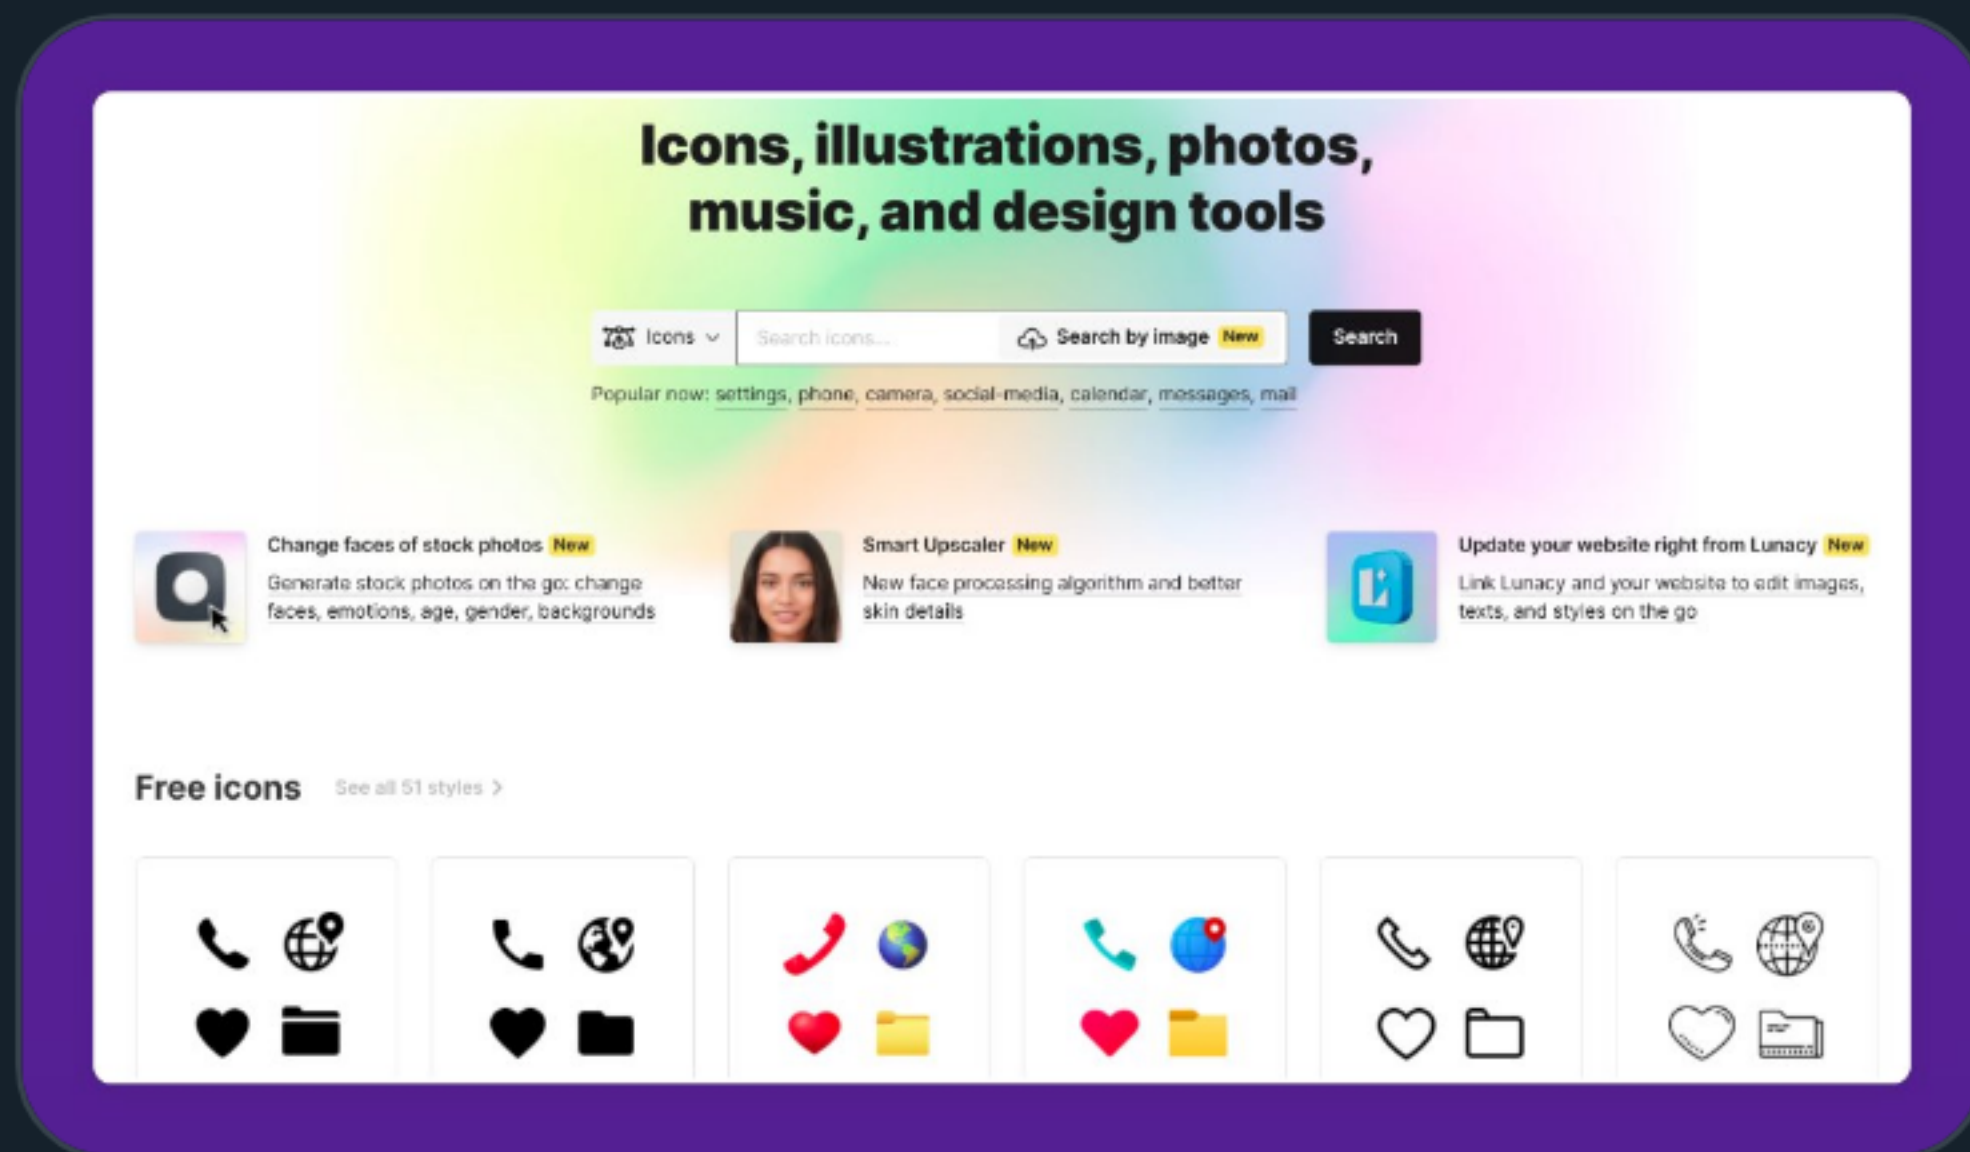 Icons, illustrations, photos,
music, and design tools
Icons
Search icons...
Search by image New
Search
Popular now: settings, phone, camera, social-media, calendar, messages, mail
Change faces of stock photos New
Generate stock photos on the go: change
faces, emotions, age, gender, backgrounds
Smart Upscaler New
New face processing algorithm and better
skin details
Update your website right from Lunacy New
Link Lunacy and your website to edit images,
texts, and styles on the go
Free icons
See all 51 styles